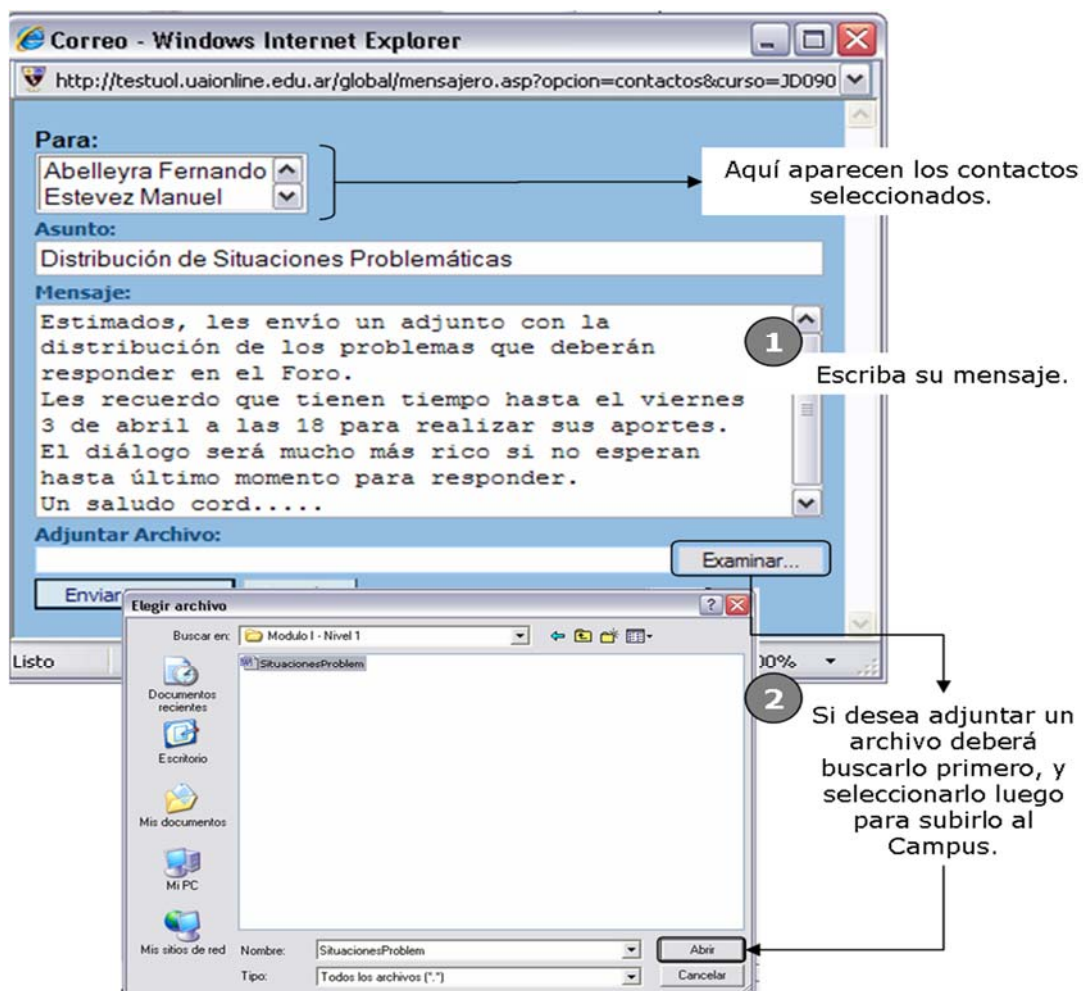 Correo - Windows Internet Explorer
http://testuol.uaionline.edu.ar/global/mensajero.asp?opcion=contactos&curso=JD090
Para:
Abelleyra Fernando
Estevez Manuel
Aquí aparecen los contactos
seleccionados.
Asunto:
Distribución de Situaciones Problemáticas
Mensaje:
Estimados, les envío un adjunto con la
distribución de los problemas que deberán
responder en el Foro.
Les recuerdo que tienen tiempo hasta el viernes
3 de abril a las 18 para realizar sus aportes.
El diálogo será mucho más rico si no esperan
hasta último momento para responder.
Un saludo cord.....
1
Escriba su mensaje.
Adjuntar Archivo:
Examinar...
Enviar
Listo
00%
Elegir archivo
Buscar en:
Modulo I - Nivel 1
SituacionesProblem
Documentos
recientes
Escritorio
Mis documentos
Mi PC
Mis sitios de red
Nombre:
SituacionesProblem
Abrir
Tipo:
Todos los archivos (".")
Cancelar
2
Si desea adjuntar un
archivo deberá
buscarlo primero, y
seleccionarlo luego
para subirlo al
Campus.